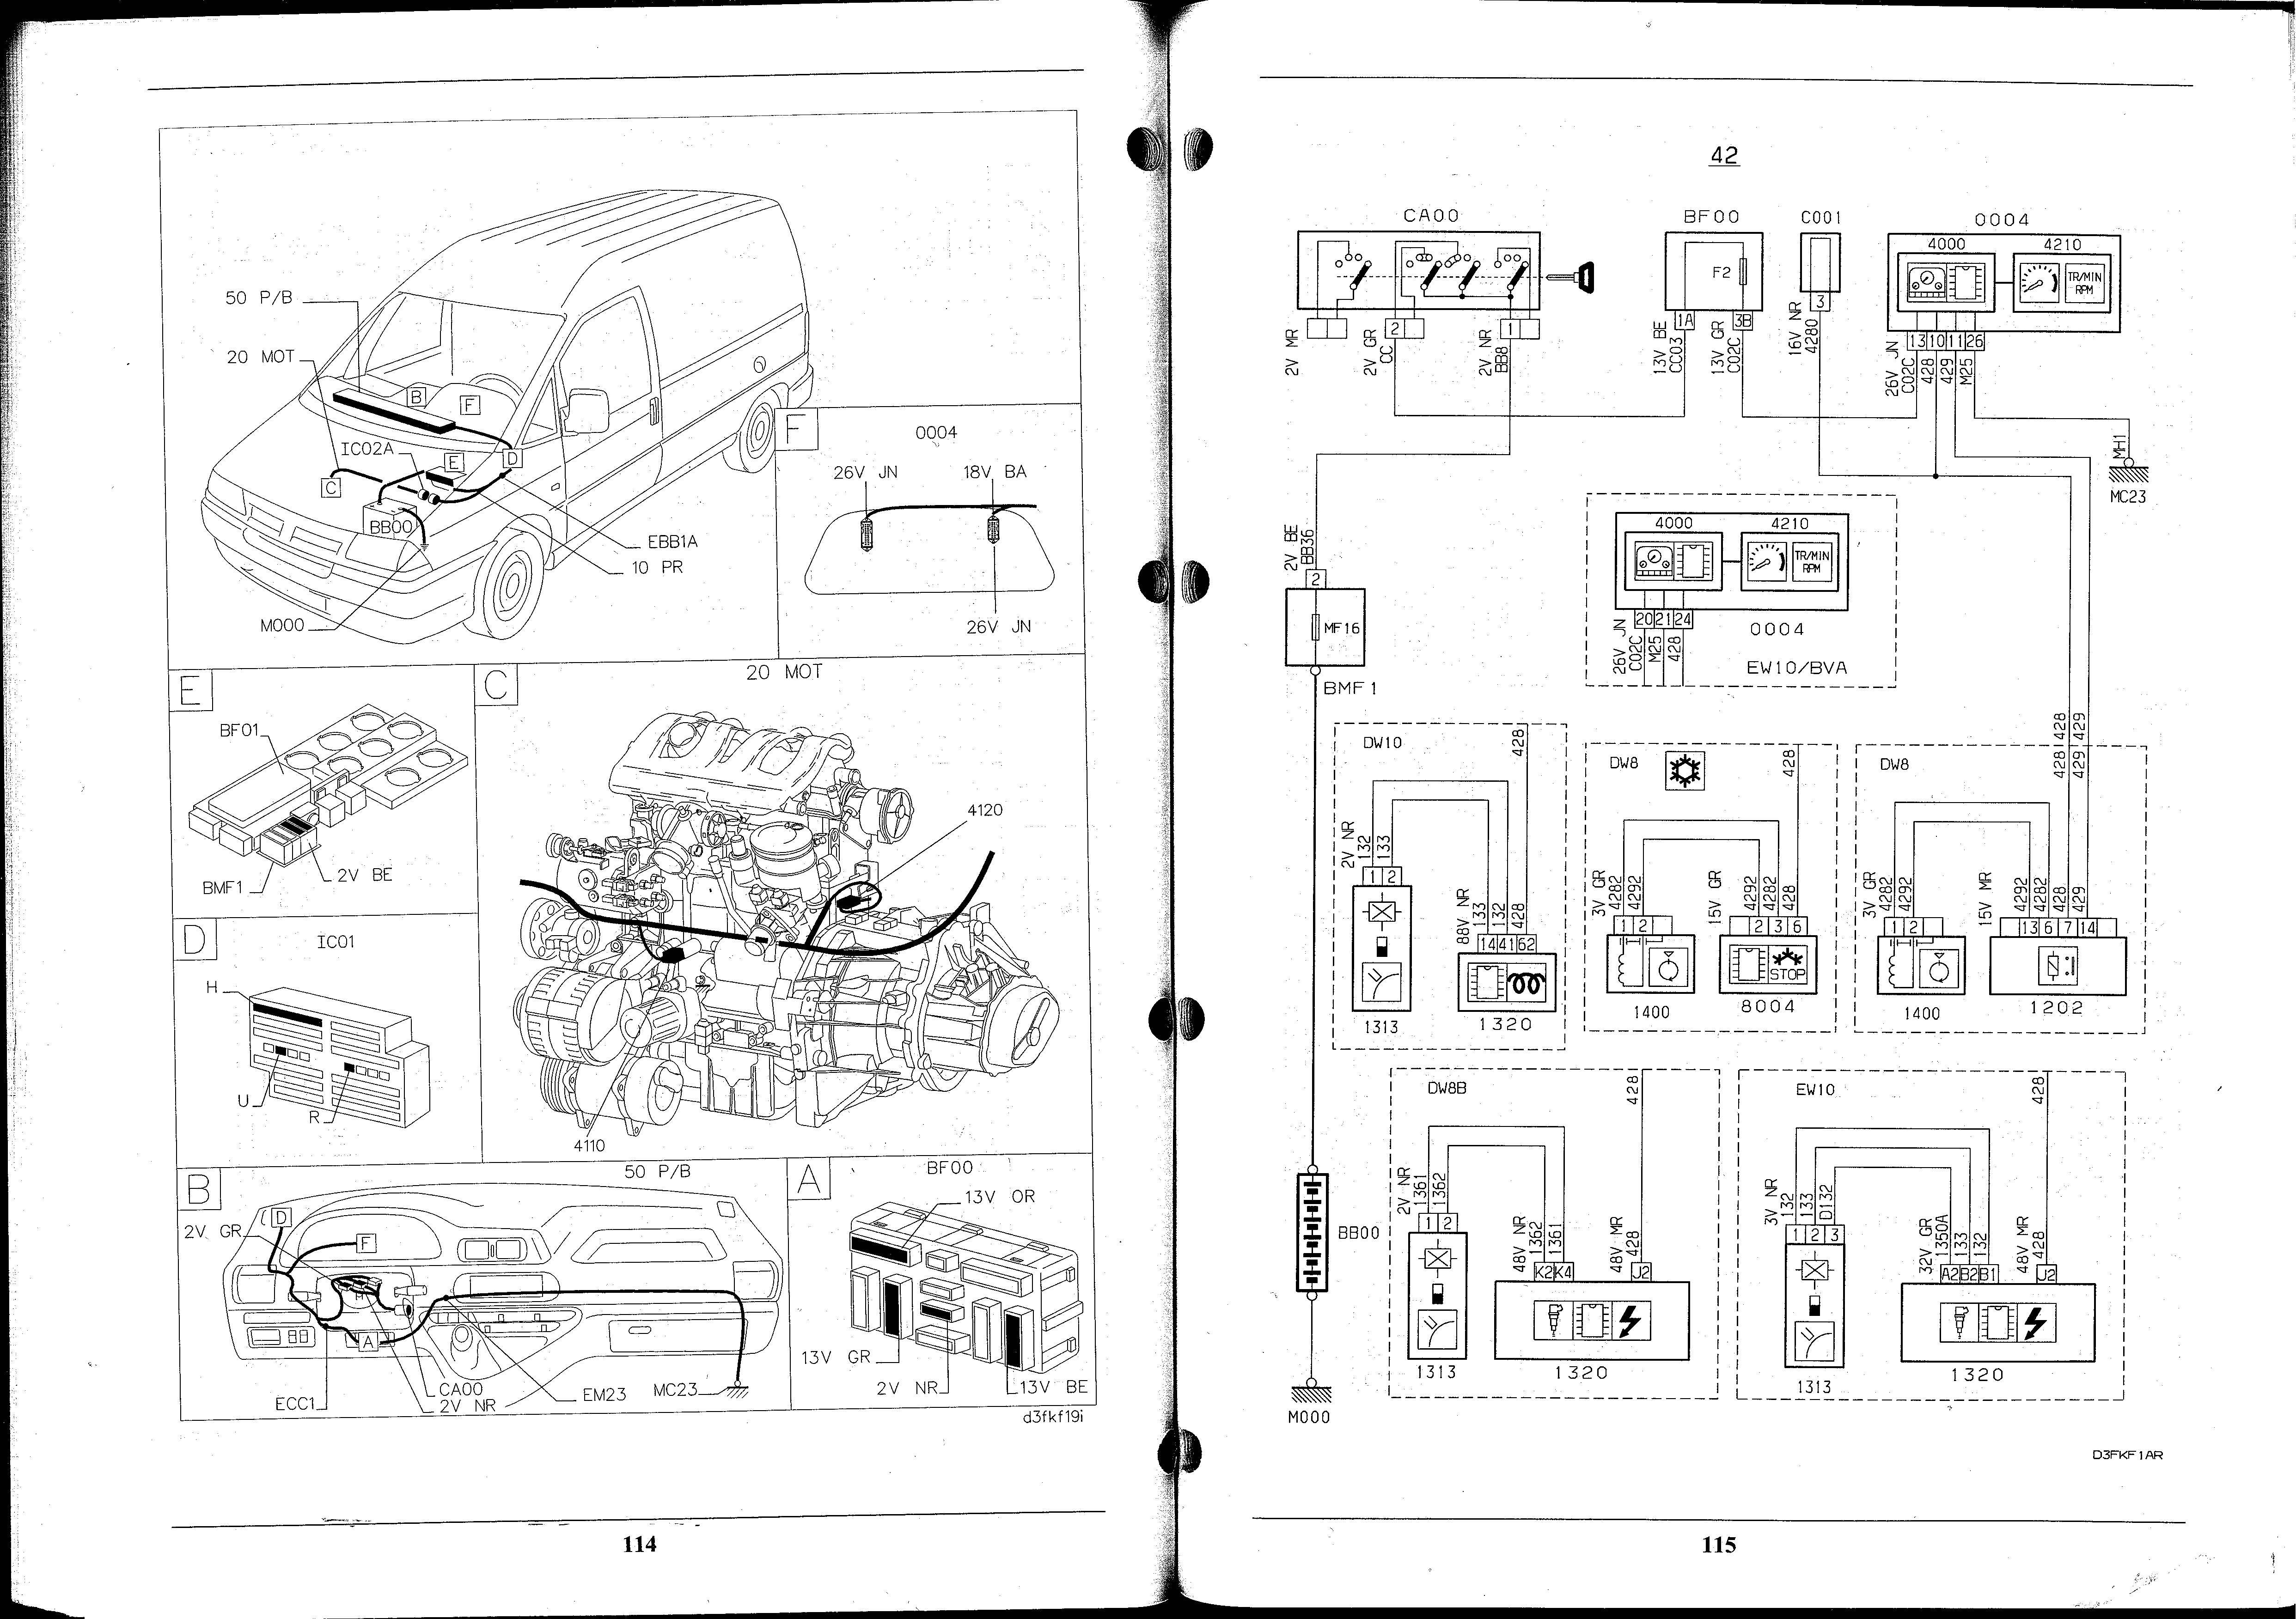 50 P/B
20 MOT
IC02A
B
F
E
D
C
BB00
EBB1A
10 PR
M000
F
0004
26V JN
18V BA
26V JN
E
BF01
BMF1
2V BE
C
20 MOT
4120
4110
D
IC01
H
U
R
B
50 P/B
D
2V GR
F
A
ECC1
CA00
2V NR
EM23
MC23
A
BF00
13V OR
13V GR
2V NR
13V BE
d3fkf19i
114
42
CA00
BF00
C001
0004
4000
4210
F2
TR/MIN
RPM
2
1
1A
3B
3
13
10
11
26
2V MR
2V GR
CC
2V NR
BB8
13V BE
CC03
13V GR
C02C
16V NR
4280
26V JN
C02C
428
429
M25
MH1
MC23
2V BE
BB36
2
MF16
BMF1
4000
4210
TR/MIN
RPM
20
21
24
26V JN
C02C
M25
428
0004
EW10/BVA
428
429
DW10
428
2V NR
132
133
1
2
88V NR
133
132
428
14
41
62
1313
1320
DW8
428
3V GR
4282
4292
1
2
15V GR
4292
4282
428
2
3
6
STOP
1400
8004
DW8
428
429
3V GR
4282
4292
1
2
15V MR
4292
4282
428
429
13
6
7
14
1400
1202
BB00
M000
DW8B
428
2V NR
1361
1362
1
2
48V NR
1362
1361
K2
K4
48V MR
428
J2
1313
1320
EW10
428
3V NR
132
133
D132
1
2
3
32V GR
1350A
133
132
A2
B2
B1
48V MR
428
J2
1313
1320
D3FKF1AR
115